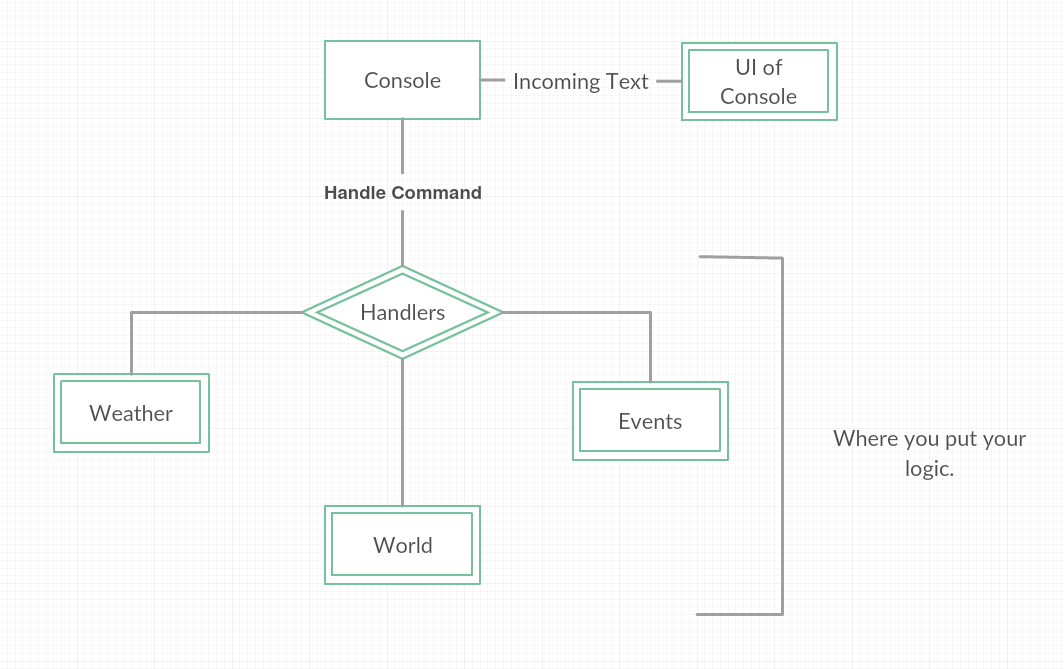 Console
Incoming Text
UI of
Console
Handle Command
Handlers
Weather
Events
World
Where you put your
logic.